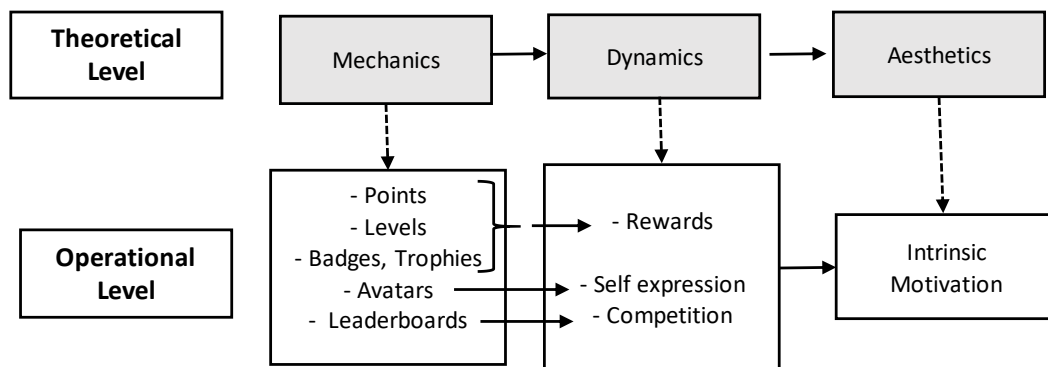 Theoretical
Level
Mechanics
Dynamics
Aesthetics
Operational
Level
- Points
- Levels
- Badges, Trophies
- Avatars
- Leaderboards
- Rewards
- Self expression
- Competition
Intrinsic
Motivation